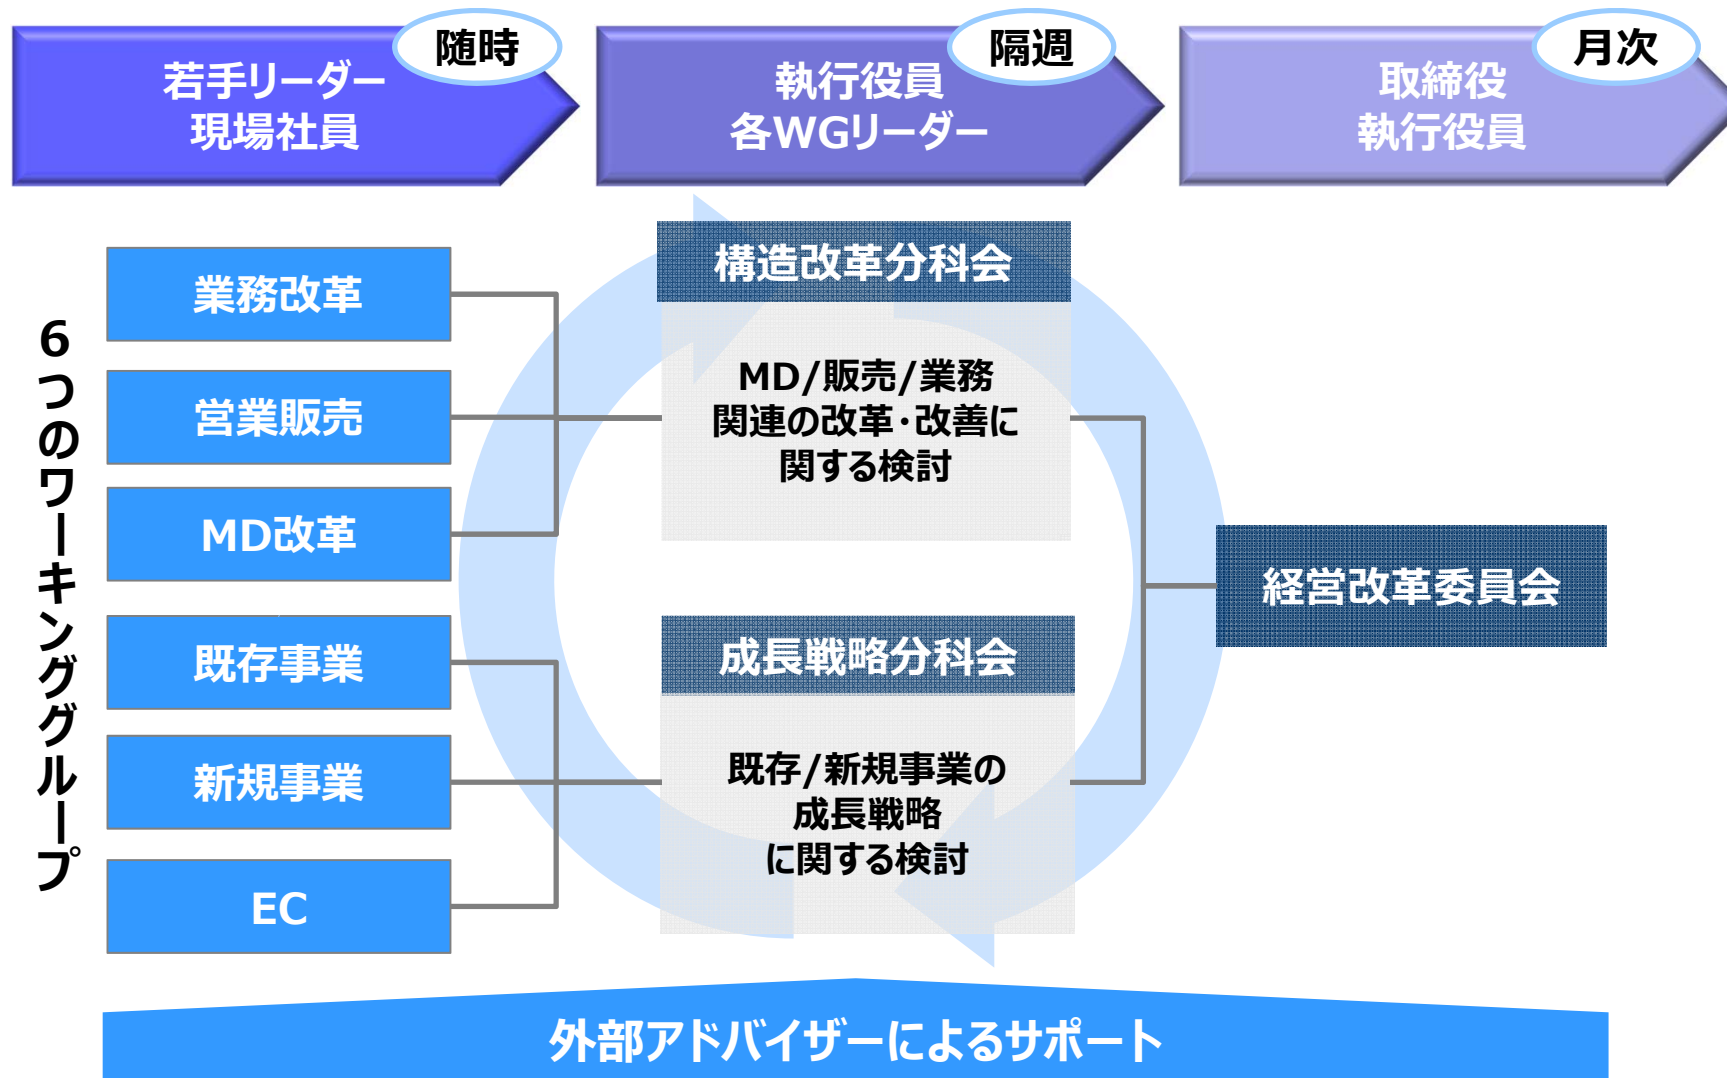 随時
若手リーダー
現場社員
隔週
執行役員
各WGリーダー
月次
取締役
執行役員
6つのワーキンググループ
業務改革
営業販売
MD改革
既存事業
新規事業
EC
構造改革分科会
MD/販売/業務
関連の改革・改善に
関する検討
成長戦略分科会
既存/新規事業の
成長戦略
に関する検討
経営改革委員会
外部アドバイザーによるサポート